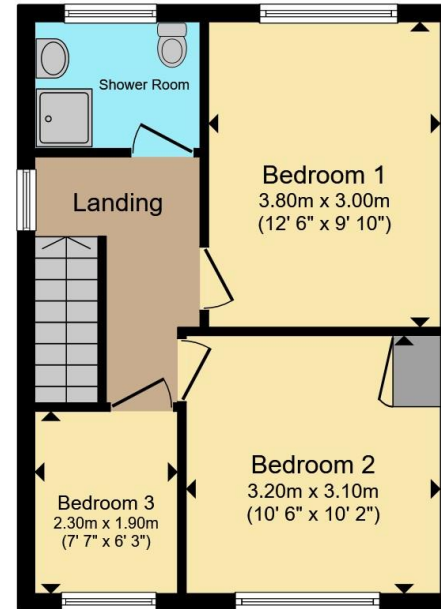 Shower Room
Landing
Bedroom 1
3.80m x 3.00m
(12' 6" x 9' 10")
Bedroom 2
3.20m x 3.10m
(10' 6" x 10' 2")
Bedroom 3
2.30m x 1.90m
(7' 7" x 6' 3")